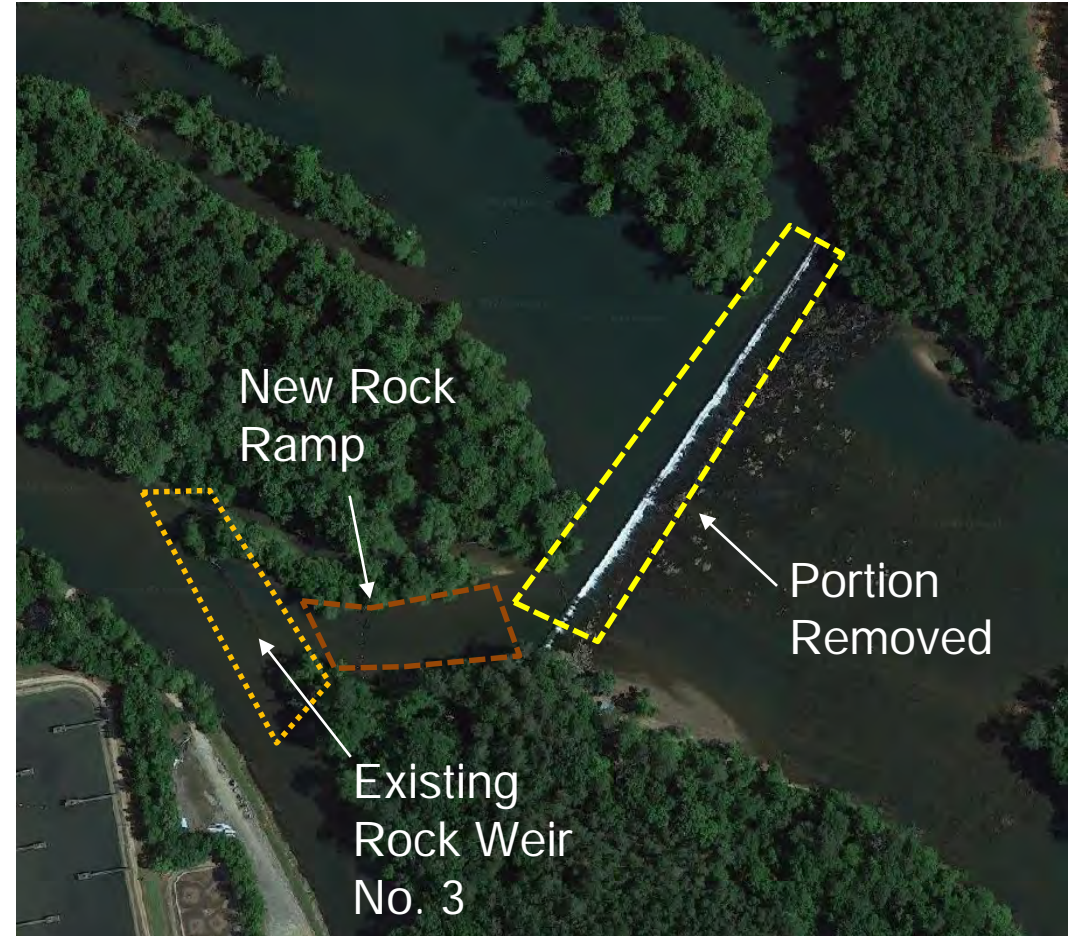 New Rock
Ramp
Portion
Removed
Existing
Rock Weir
No. 3